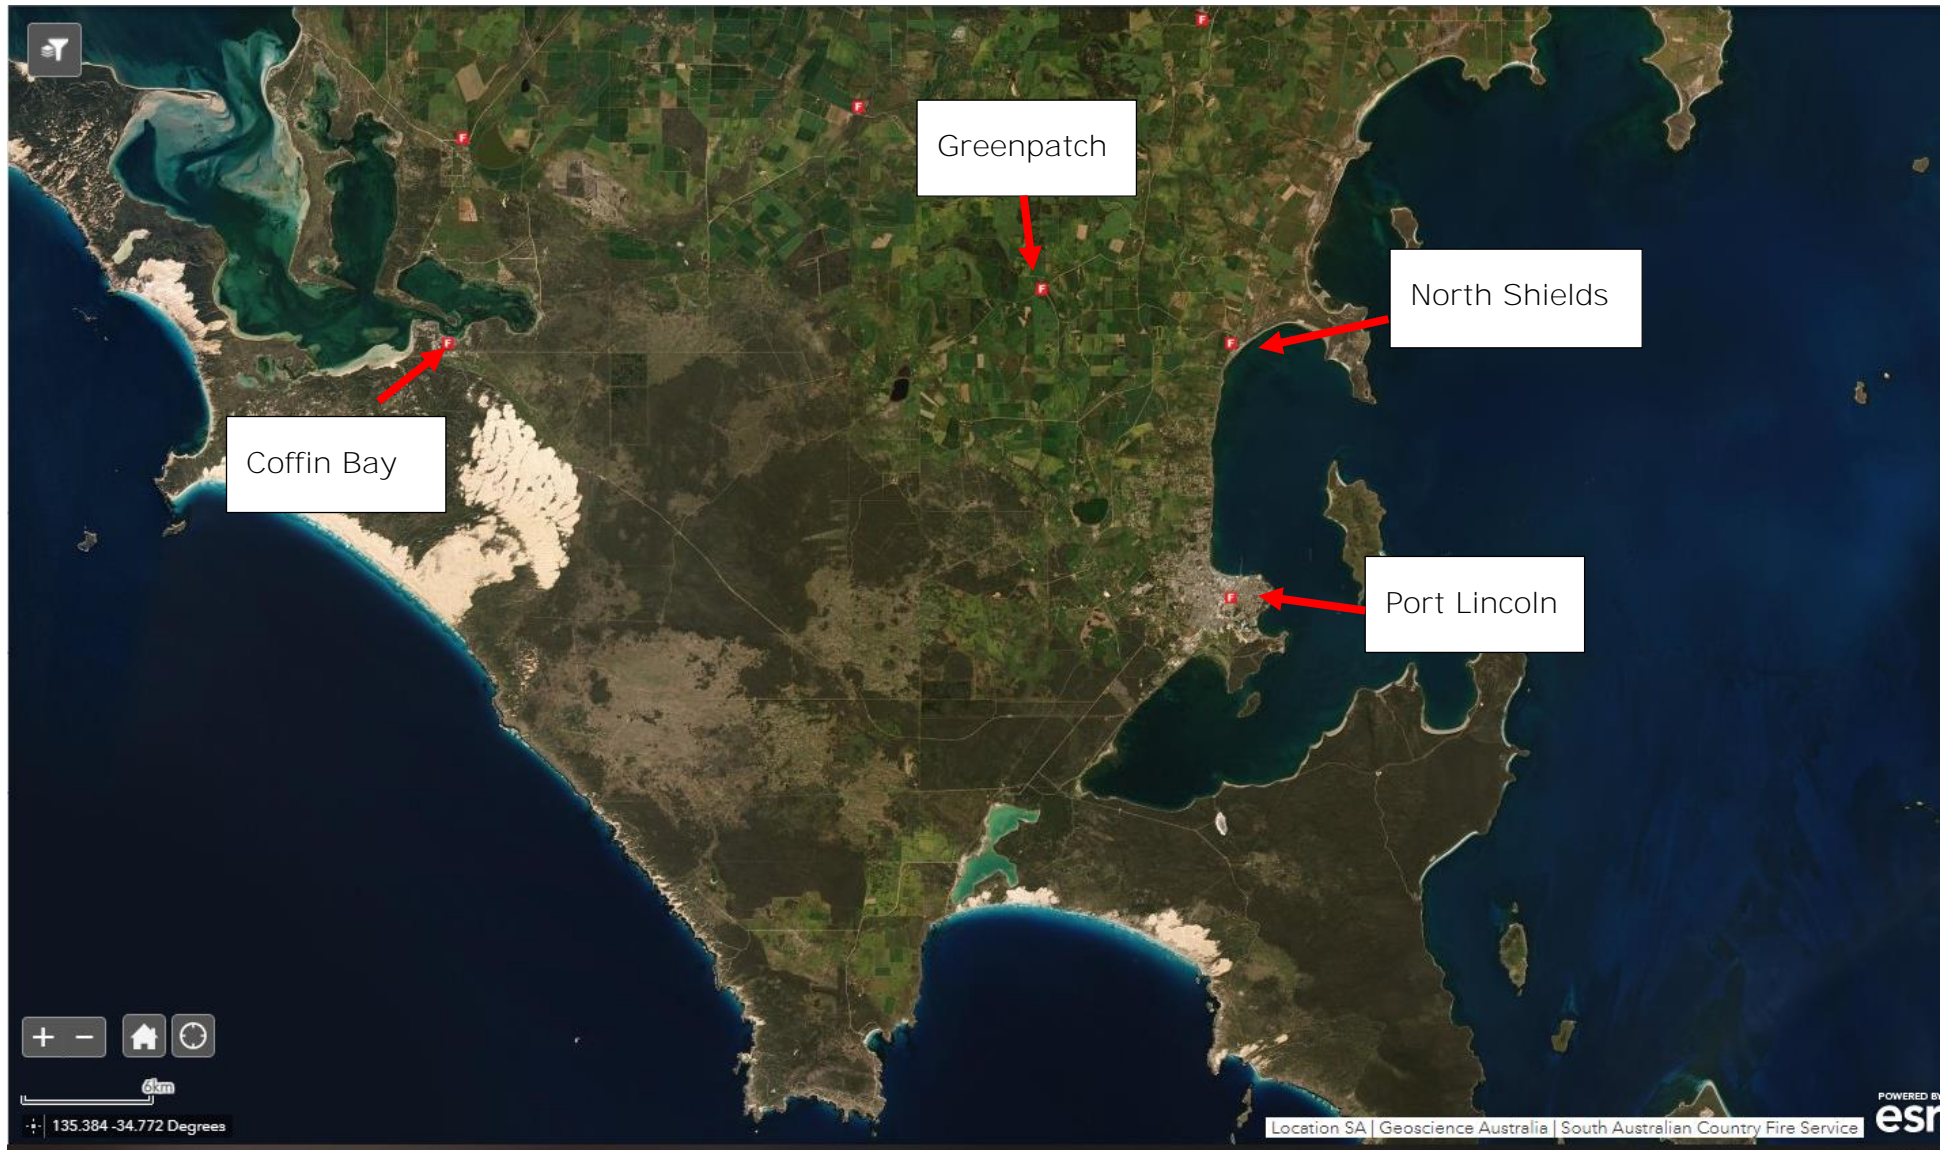 F
F
Greenpatch
F
F
North Shields
F
F
Coffin Bay
F
Port Lincoln
6km
135.384 -34.772 Degrees
Location SA | Geoscience Australia | South Australian Country Fire Service
POWERED BY
esri